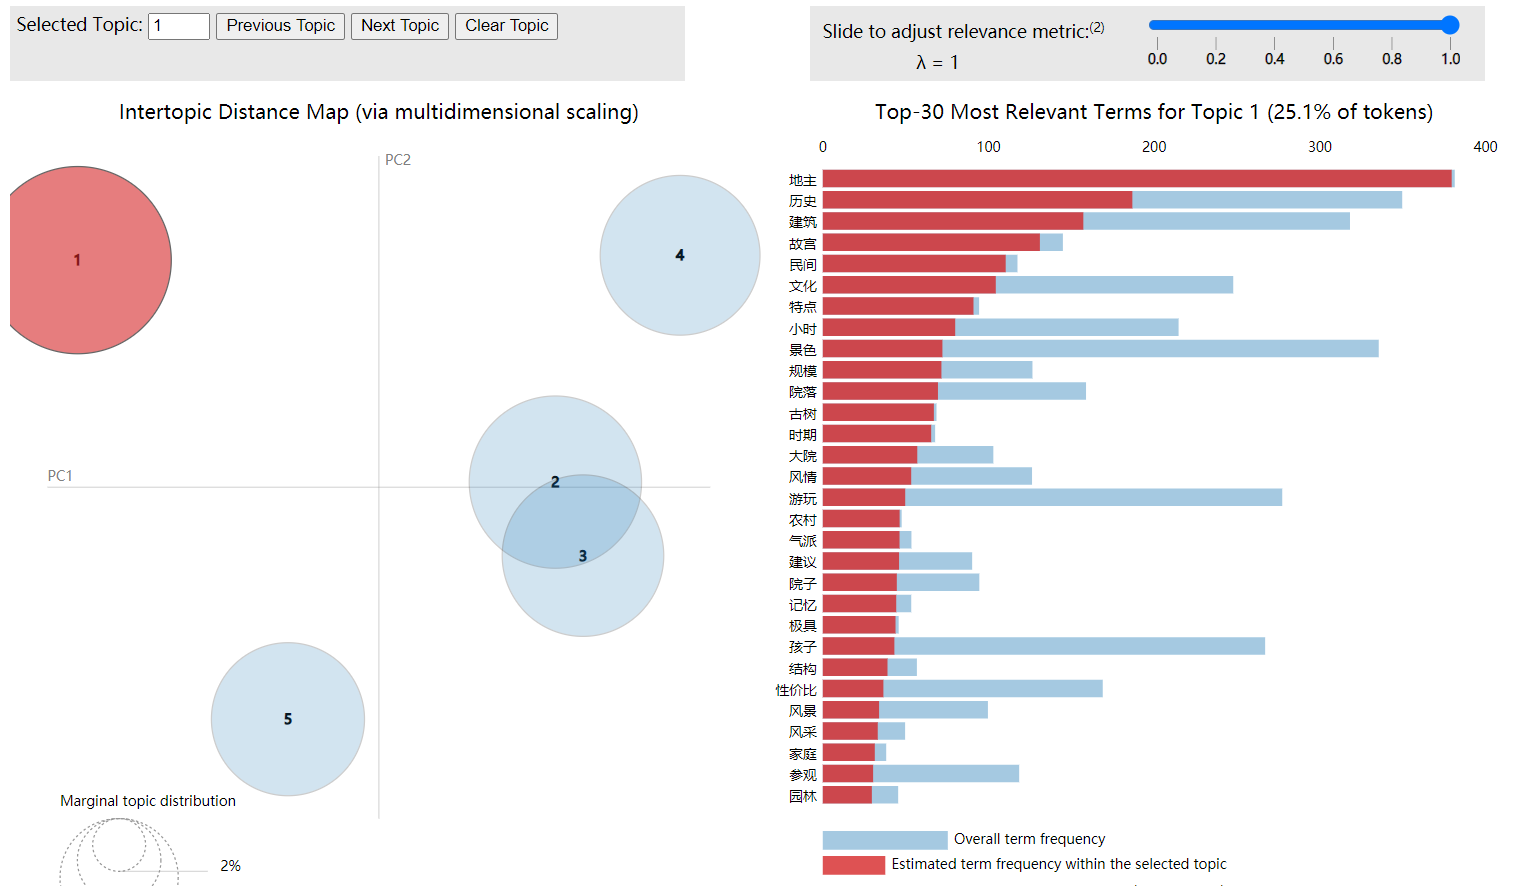 Selected Topic: 1 Previous Topic Next Topic Clear Topic
Slide to adjust relevance metric:(2)
λ = 1
0.0 0.2 0.4 0.6 0.8 1.0
Intertopic Distance Map (via multidimensional scaling)
PC2
PC1
1
4
2
3
5
Marginal topic distribution
2%
Top-30 Most Relevant Terms for Topic 1 (25.1% of tokens)
0 100 200 300 400
地主
历史
建筑
故宫
民间
文化
特点
小时
景色
规模
院落
古树
时期
大院
风情
游玩
农村
气派
建议
院子
记忆
极具
孩子
结构
性价比
风景
风采
家庭
参观
园林
Overall term frequency
Estimated term frequency within the selected topic